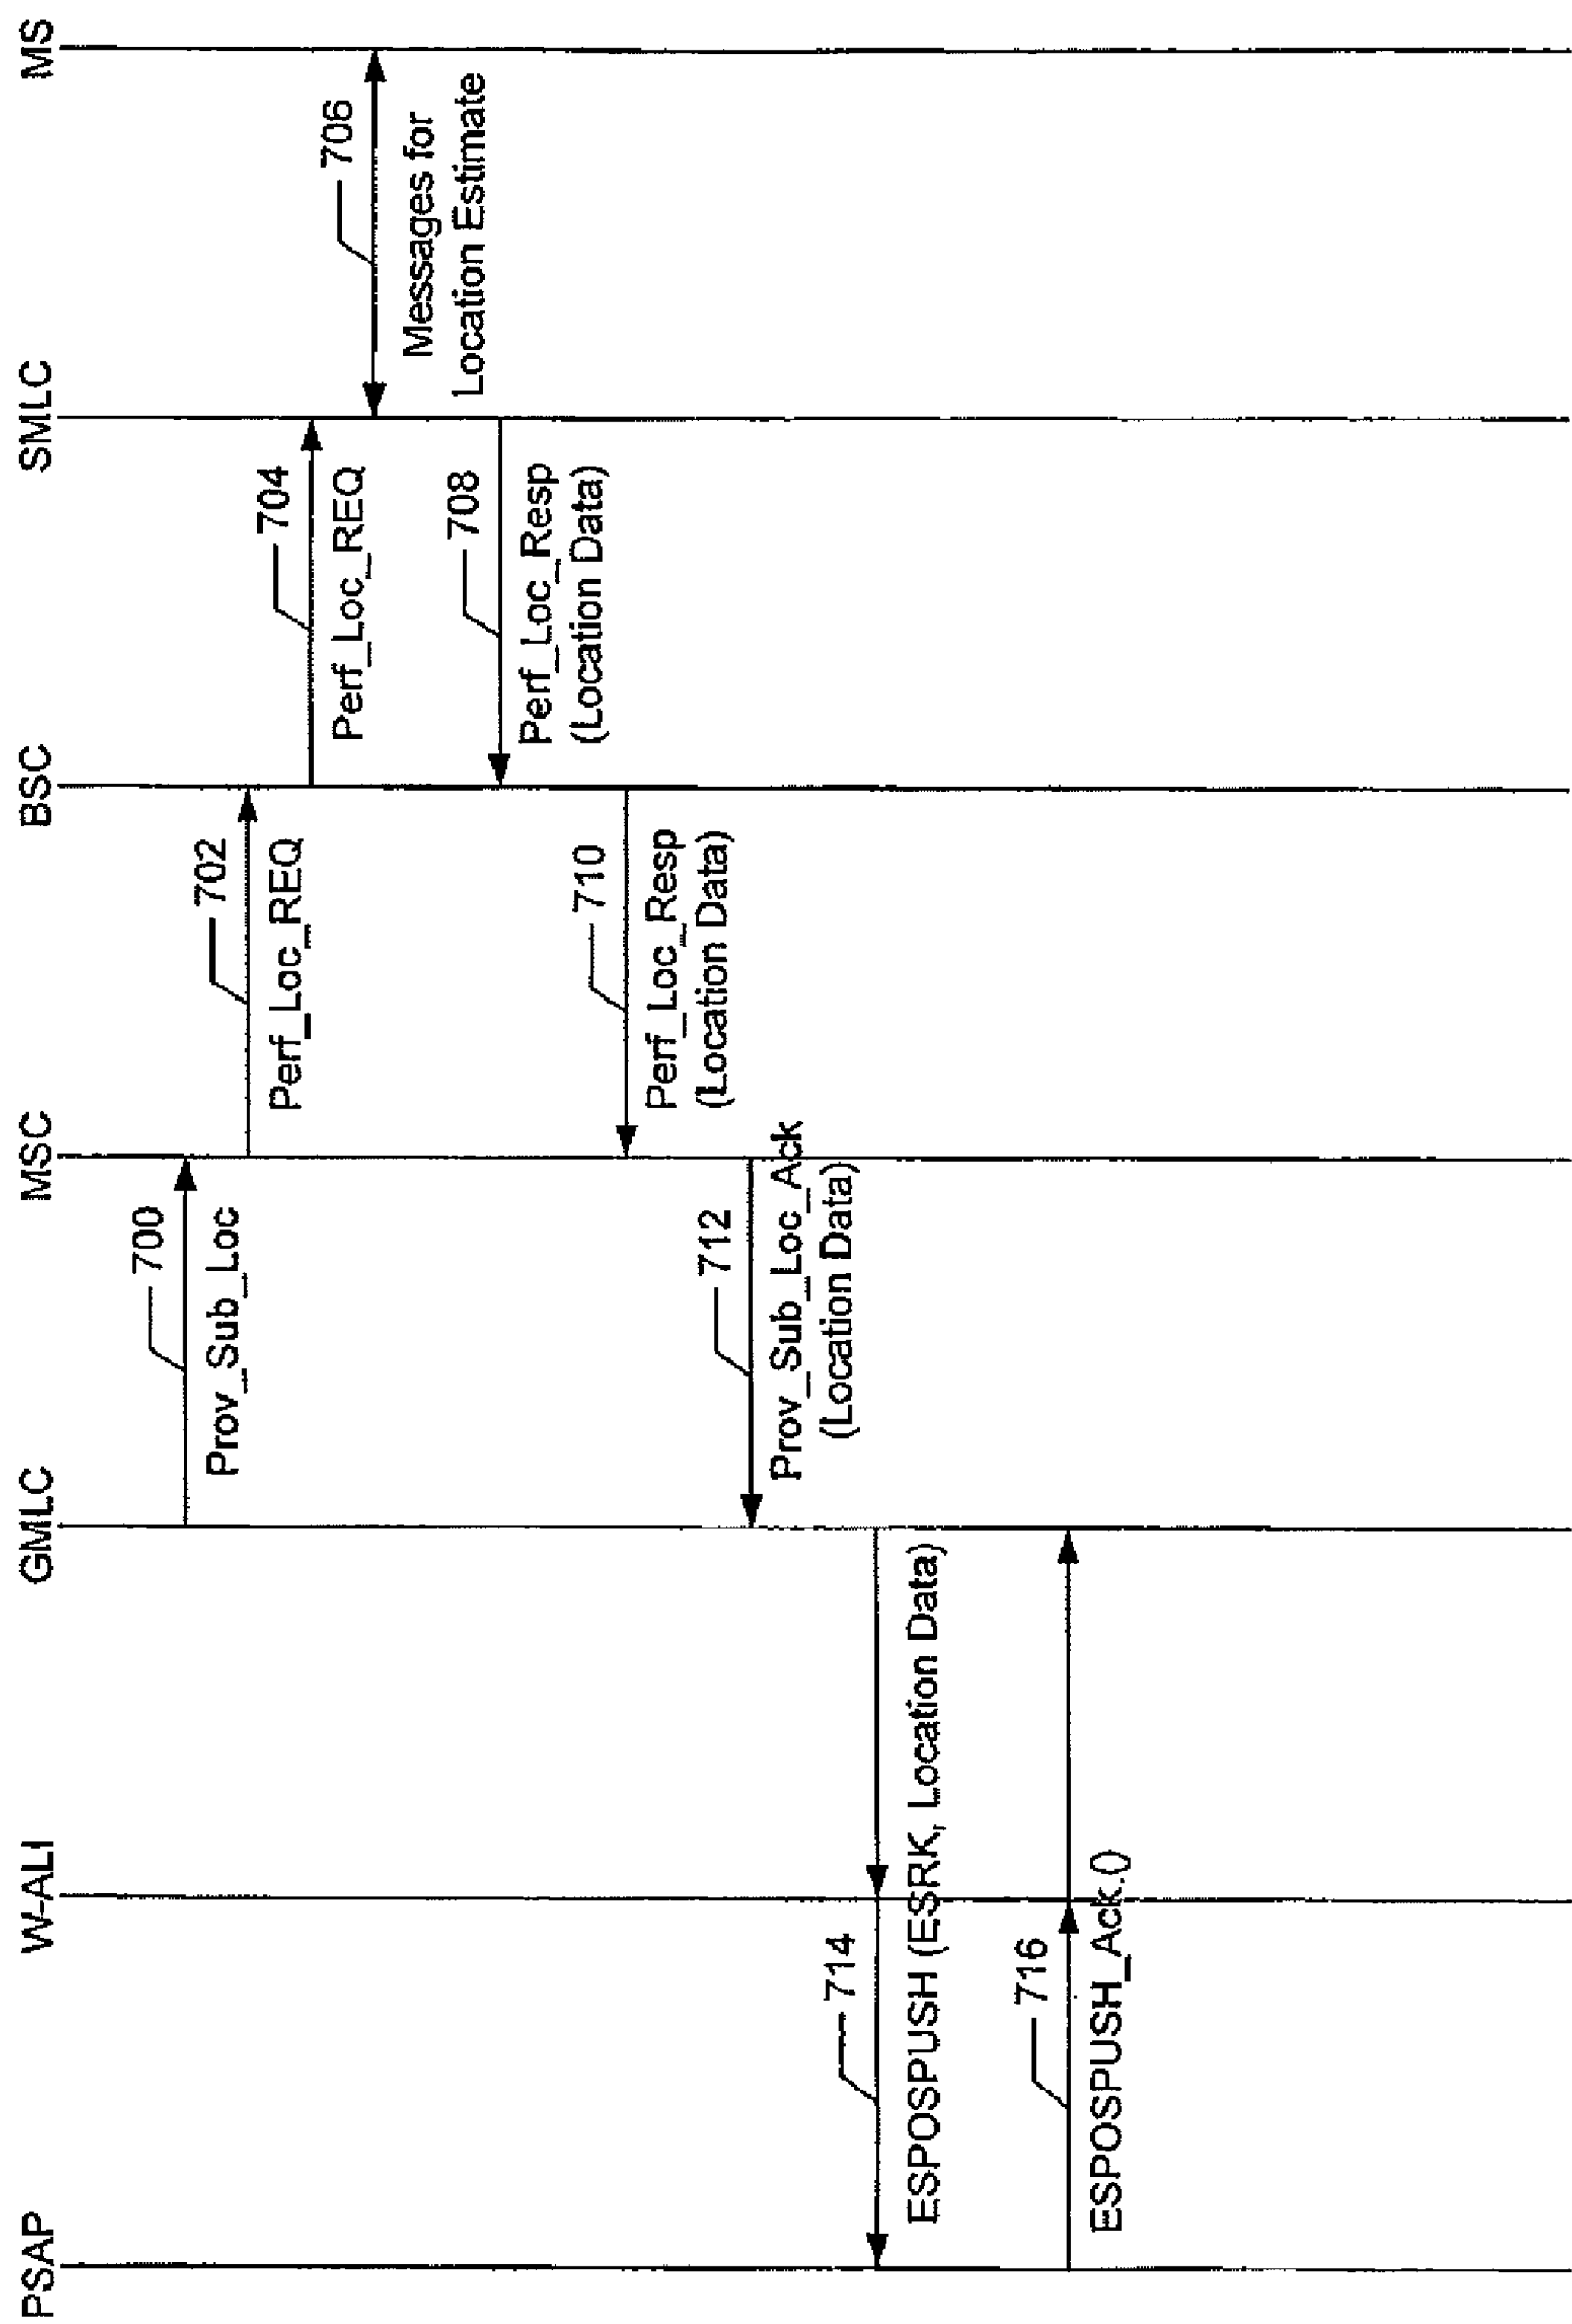 PSAP
W-ALI
GMLC
MSC
BSC
SMLC
MS
700
Prov_Sub_Loc
702
Perf_Loc_REQ
704
Perf_Loc_REQ
706
Messages for
Location Estimate
708
Perf_Loc_Resp
(Location Data)
710
Perf_Loc_Resp
(Location Data)
712
Prov_Sub_Loc_Ack
(Location Data)
714
ESPOSPUSH (ESRK, Location Data)
716
ESPOSPUSH_Ack.()